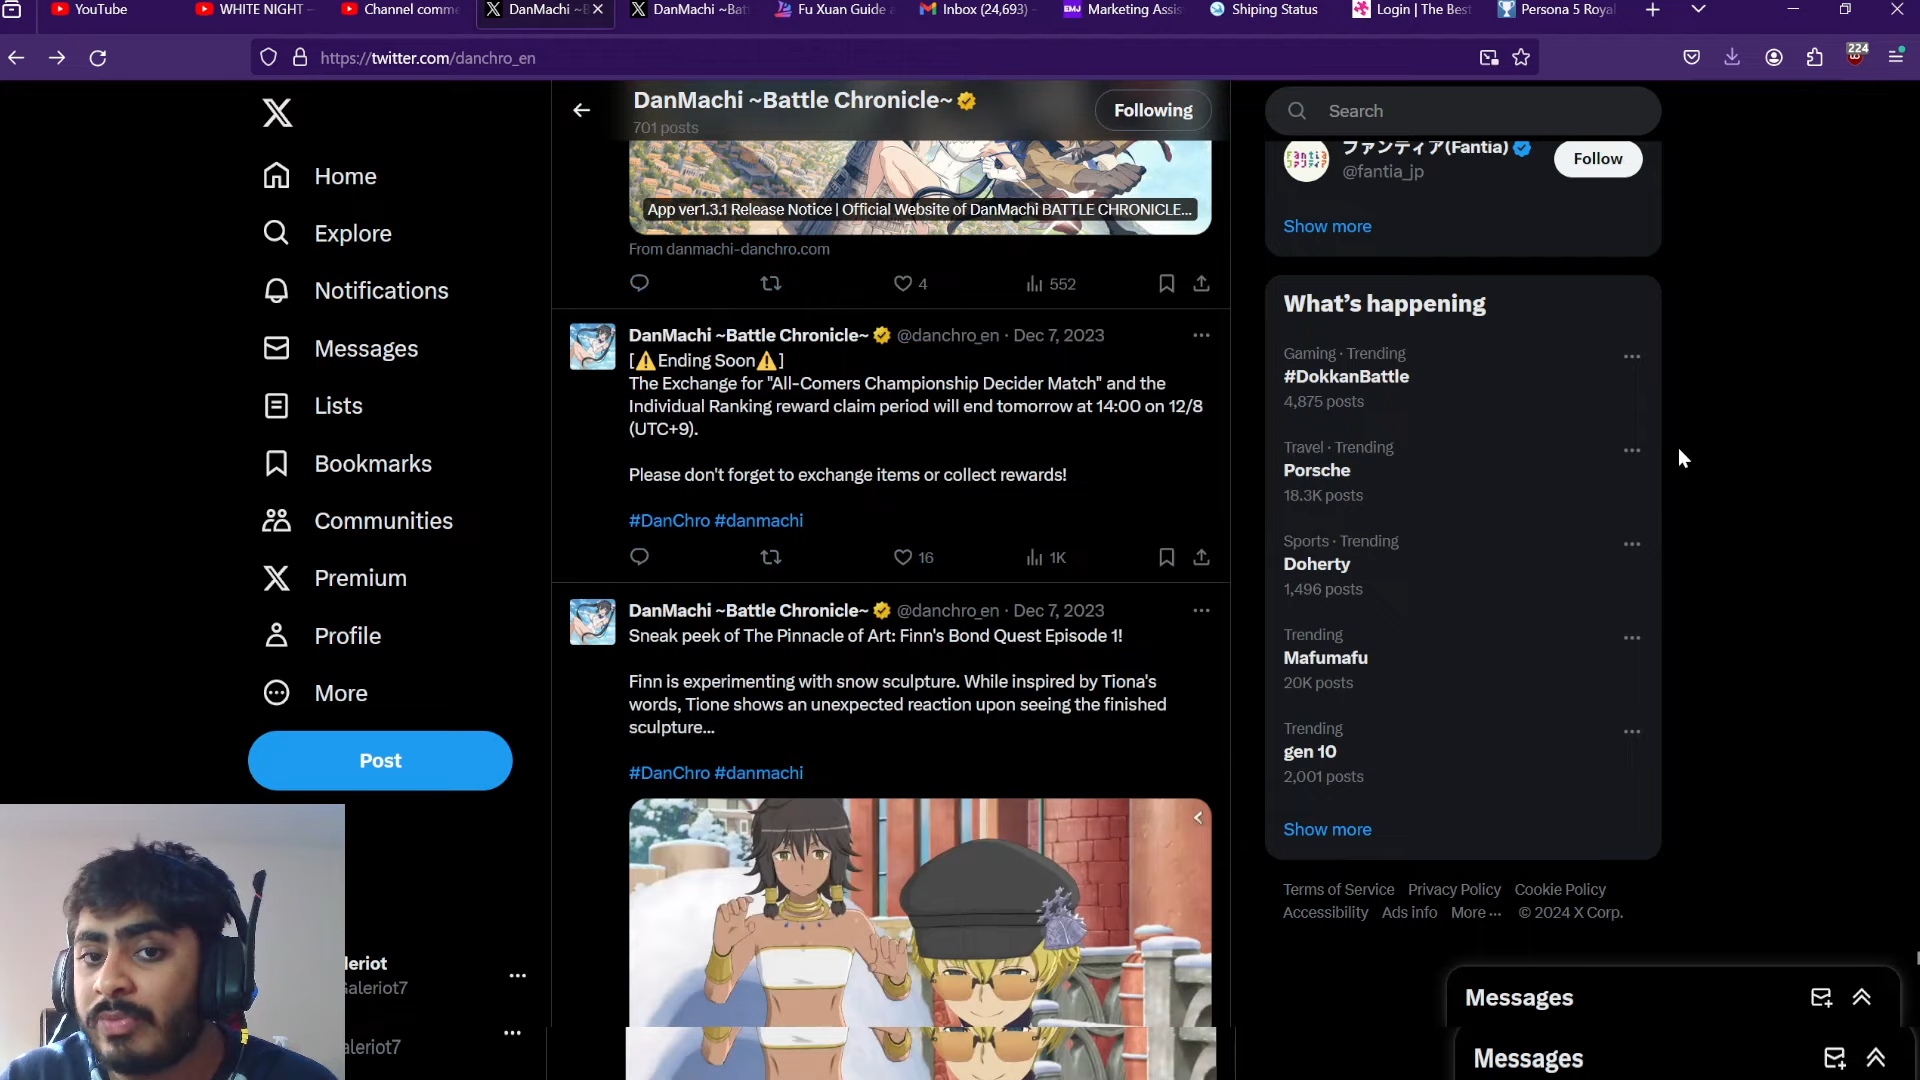 YouTube
WHITE NIGHT -
Channel comme
DanMachi ~B
DanMachi ~Bat
Fu Xuan Guide a
Inbox (24,693) -
Marketing Assis
Shiping Status
Login | The Best
Persona 5 Royal
https://twitter.com/danchro_en
224
Home
Explore
Notifications
Messages
Lists
Bookmarks
Communities
Premium
Profile
More
Post
leriot
Galeriot7
aleriot7
DanMachi ~Battle Chronicle~
701 posts
Following
App ver1.3.1 Release Notice | Official Website of DanMachi BATTLE CHRONICLE...
From danmachi-danchro.com
4
552
DanMachi ~Battle Chronicle~ @danchro_en · Dec 7, 2023
[⚠Ending Soon⚠]
The Exchange for "All-Comers Championship Decider Match" and the
Individual Ranking reward claim period will end tomorrow at 14:00 on 12/8
(UTC+9).
Please don't forget to exchange items or collect rewards!
#DanChro #danmachi
16
1K
DanMachi ~Battle Chronicle~ @danchro_en · Dec 7, 2023
Sneak peek of The Pinnacle of Art: Finn's Bond Quest Episode 1!
Finn is experimenting with snow sculpture. While inspired by Tiona's
words, Tione shows an unexpected reaction upon seeing the finished
sculpture...
#DanChro #danmachi
Search
ファンティア(Fantia)
@fantia_jp
Follow
Show more
What's happening
Gaming · Trending
#DokkanBattle
4,875 posts
Travel · Trending
Porsche
18.3K posts
Sports · Trending
Doherty
1,496 posts
Trending
Mafumafu
20K posts
Trending
gen 10
2,001 posts
Show more
Terms of Service Privacy Policy Cookie Policy
Accessibility Ads info More ··· © 2024 X Corp.
Messages
Messages